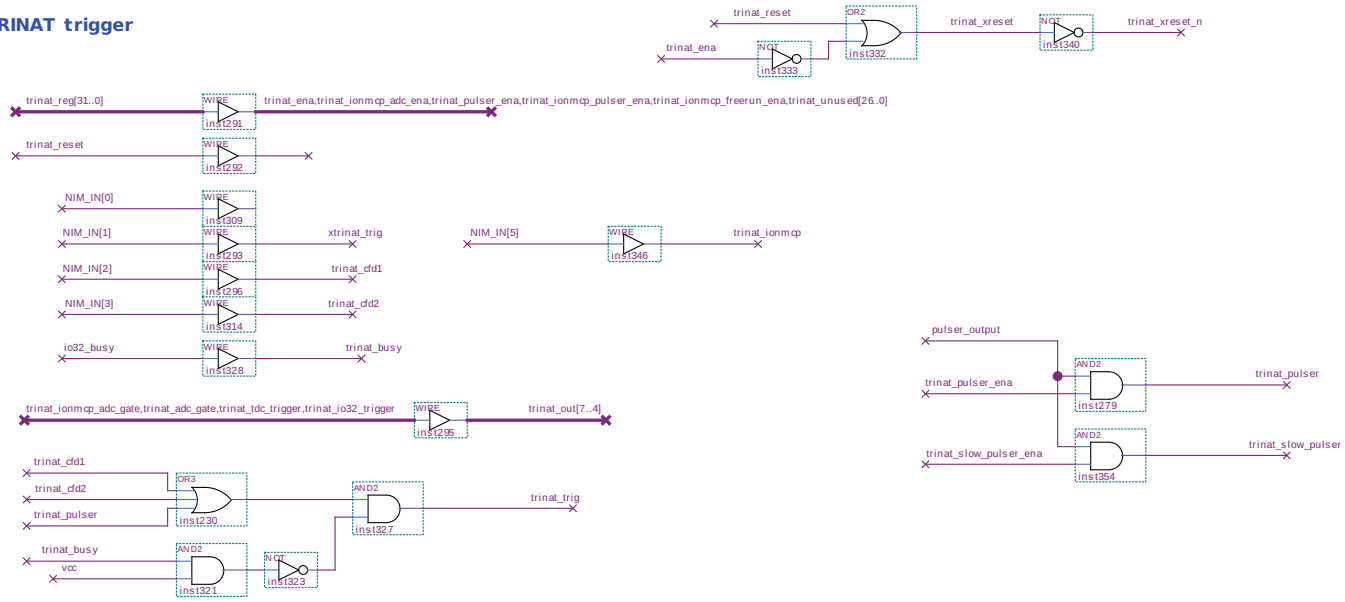 RINAT trigger
trinat_reset
OR2
trinat_xreset
NOT
trinat_xreset_n
trinat_ena
NOT
inst333
inst332
inst340
trinat_reg[31..0]
WIRE
trinat_ena,trinat_ionmcp_adc_ena,trinat_pulser_ena,trinat_ionmcp_pulser_ena,trinat_ionmcp_freerun_ena,trinat_unused[26..0]
inst291
trinat_reset
WIRE
inst292
NIM_IN[0]
WIRE
inst309
NIM_IN[1]
WIRE
xtrinat_trig
inst293
NIM_IN[5]
WIRE
trinat_ionmcp
inst346
NIM_IN[2]
WIRE
trinat_cfd1
inst296
NIM_IN[3]
WIRE
trinat_cfd2
inst314
io32_busy
WIRE
trinat_busy
inst328
pulser_output
AND2
trinat_pulser_ena
trinat_pulser
inst279
AND2
trinat_slow_pulser_ena
trinat_slow_pulser
inst354
trinat_ionmcp_adc_gate,trinat_adc_gate,trinat_tdc_trigger,trinat_io32_trigger
WIRE
trinat_out[7..4]
inst295
trinat_cfd1
OR3
trinat_cfd2
trinat_pulser
inst230
AND2
trinat_trig
inst327
trinat_busy
vcc
AND2
inst321
NOT
inst323